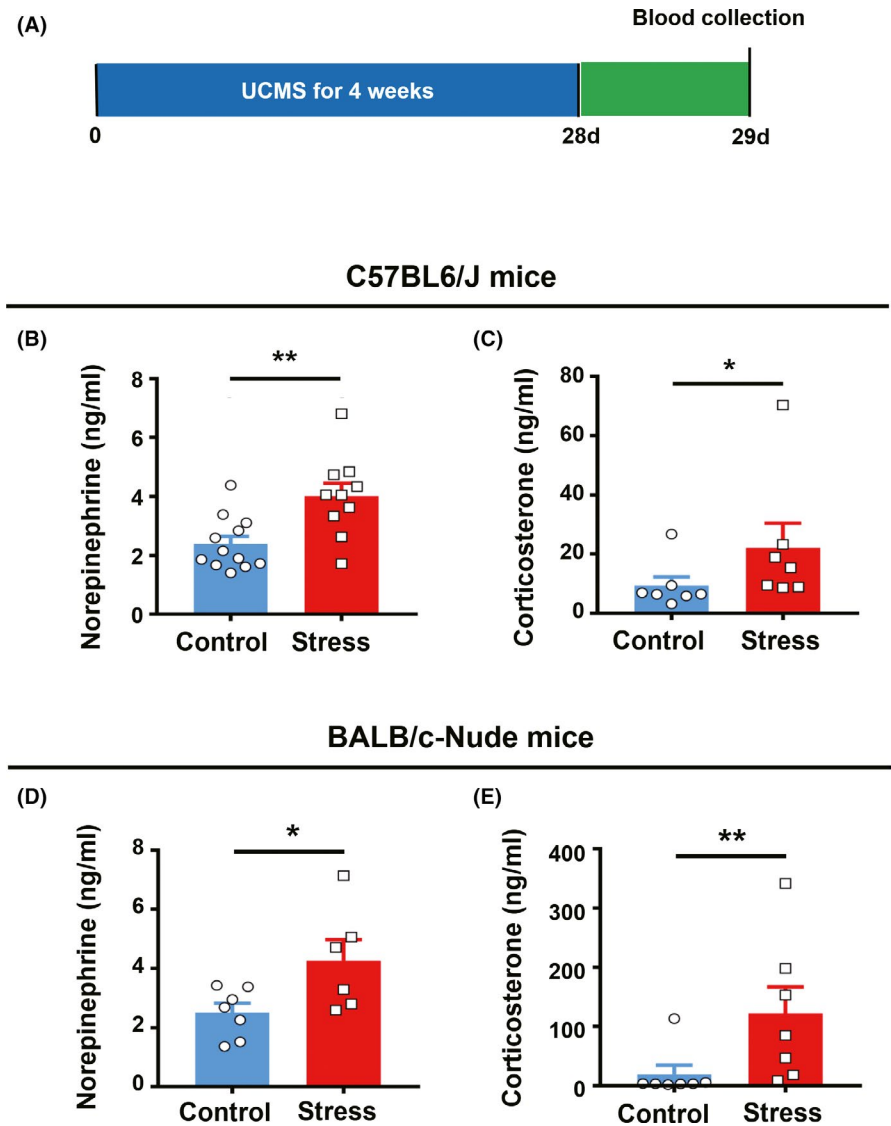 (A)
Blood collection
UCMS for 4 weeks
0
28d
29d
C57BL6/J mice
(B)
Norepinephrine (ng/ml)
8
6
4
2
0
**
Control
Stress
(C)
Corticosterone (ng/ml)
80
60
40
20
0
*
Control
Stress
BALB/c-Nude mice
(D)
Norepinephrine (ng/ml)
8
6
4
2
0
*
Control
Stress
(E)
Corticosterone (ng/ml)
400
300
200
100
0
**
Control
Stress